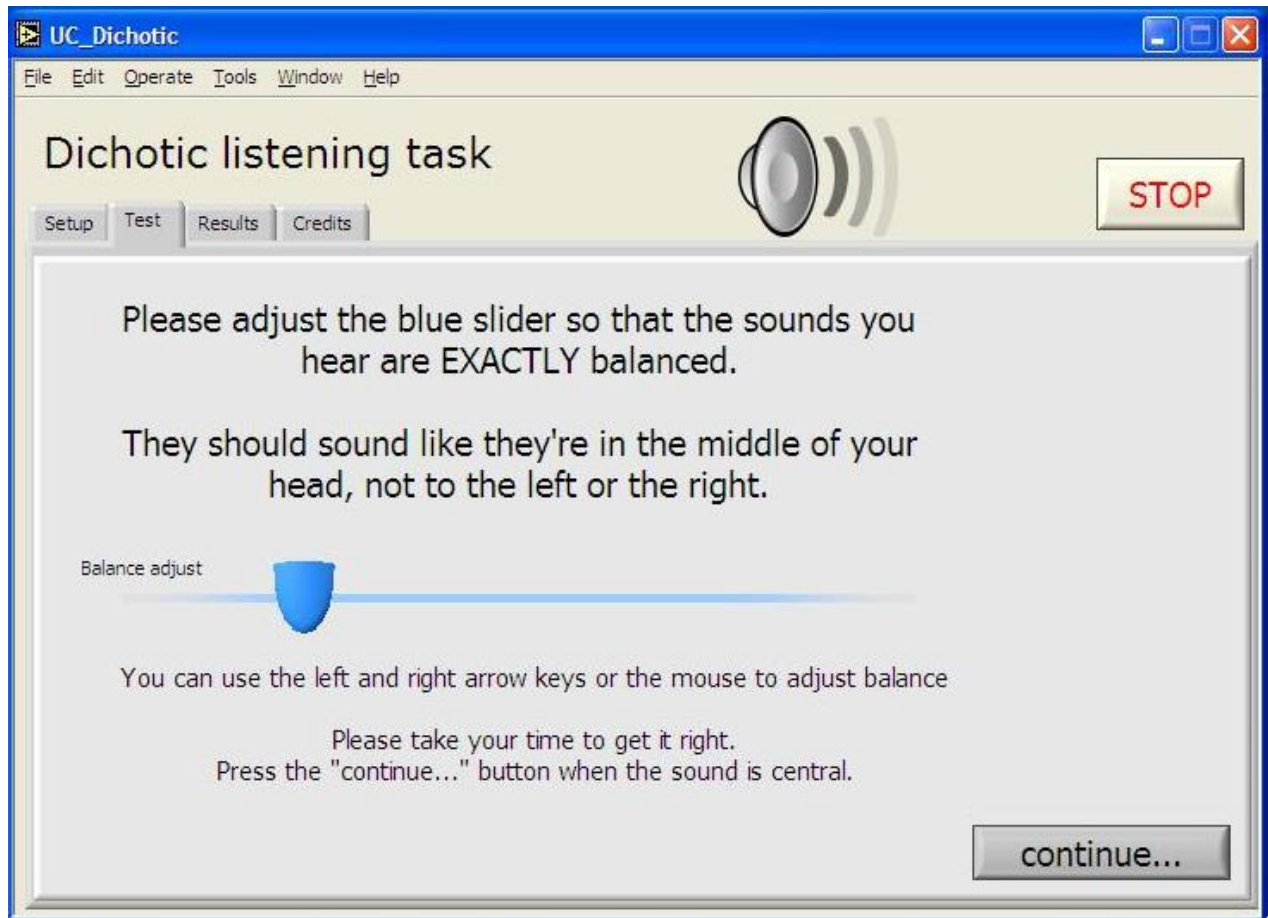 UC_Dichotic
File Edit Operate Tools Window Help
Dichotic listening task
STOP
Setup Test Results Credits
Please adjust the blue slider so that the sounds you
hear are EXACTLY balanced.
They should sound like they're in the middle of your
head, not to the left or the right.
Balance adjust
You can use the left and right arrow keys or the mouse to adjust balance
Please take your time to get it right.
Press the "continue..." button when the sound is central.
continue...